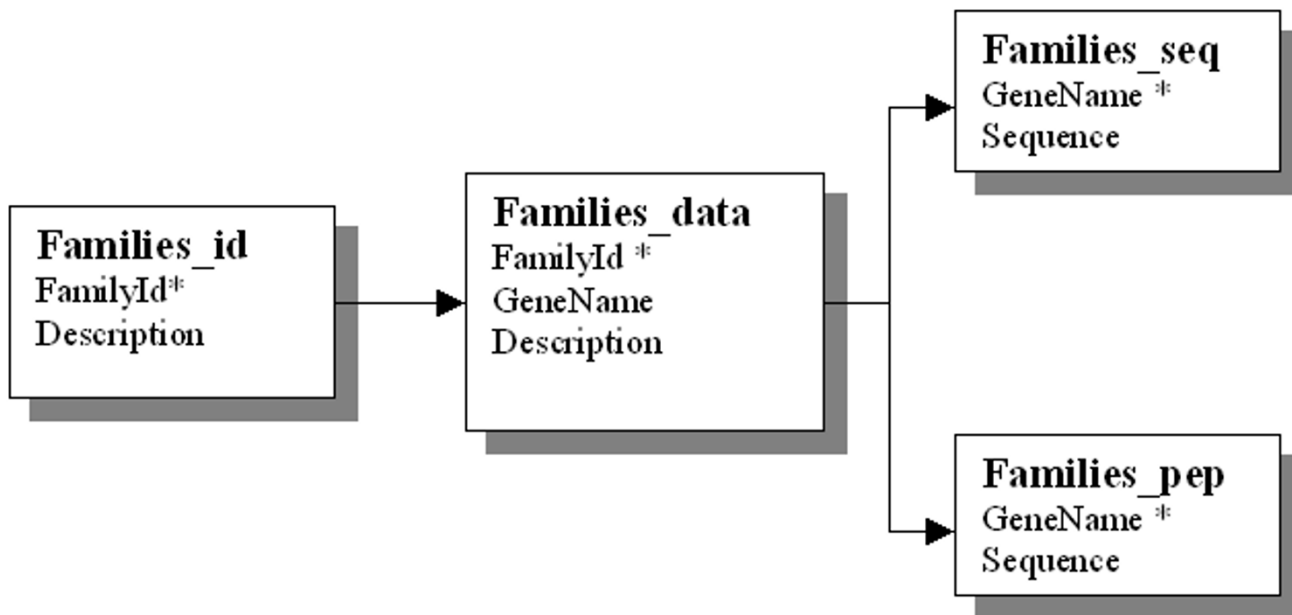 Families_id
FamilyId*
Description
Families_data
FamilyId *
GeneName
Description
Families_seq
GeneName *
Sequence
Families_pep
GeneName *
Sequence